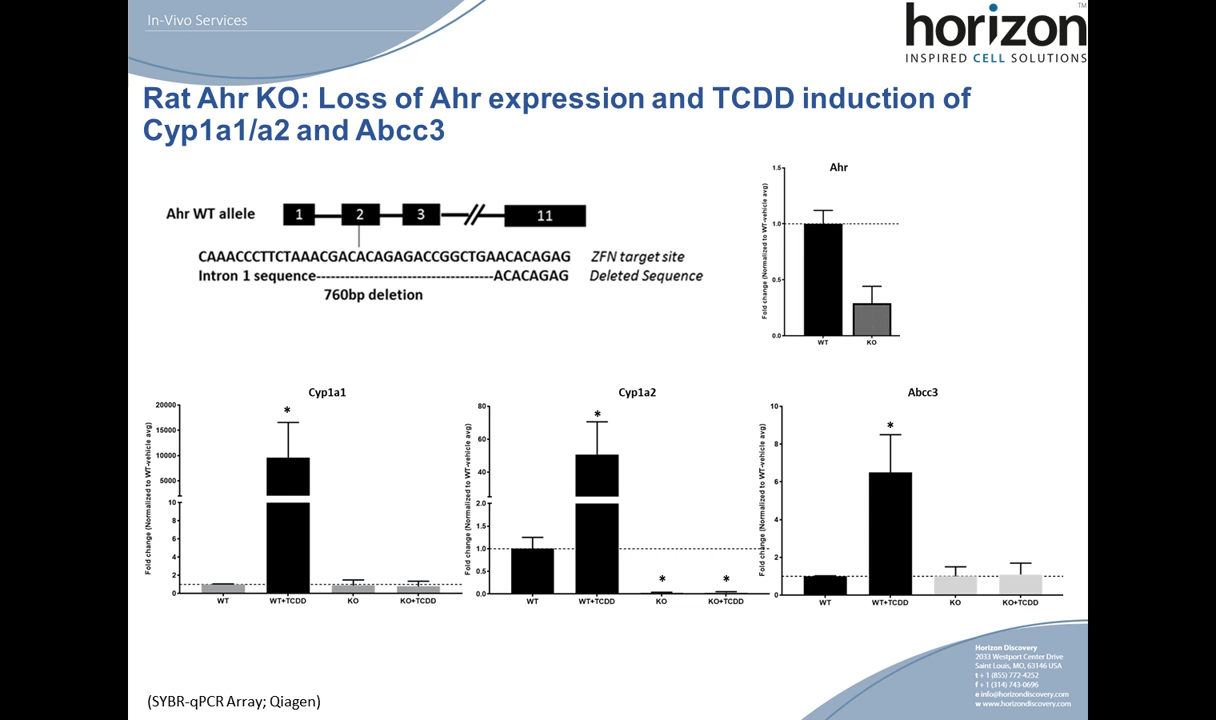 In-Vivo Services
horizon
TM
INSPIRED CELL SOLUTIONS
Rat Ahr KO: Loss of Ahr expression and TCDD induction of
Cyp1a1/a2 and Abcc3
Ahr WT allele
1
2
3
11
CAAACCCTTCTAAACGACACAGAGACCGGCTGAACACAGAG ZFN target site
Intron 1 sequence--------------------------------------ACACAGAG Deleted Sequence
760bp deletion
Ahr
Fold change (Normalized to WT-vehicle avg)
1.5
1.0
0.5
0.0
WT KO
Cyp1a1
Fold change (Normalized to WT-vehicle avg)
20000
15000
10000
5000
10
8
6
4
2
0
*
WT WT+TCDD KO KO+TCDD
Cyp1a2
Fold change (Normalized to WT-vehicle avg)
80
60
40
2.0
1.5
1.0
0.5
0.0
* * *
WT WT+TCDD KO KO+TCDD
Abcc3
Fold change (Normalized to WT-vehicle avg)
10
8
6
4
2
0
*
WT WT+TCDD KO KO+TCDD
Horizon Discovery
2033 Westport Center Drive
Saint Louis, MO, 63146 USA
t + 1 (855) 772-4252
f + 1 (314) 743-0696
e info@horizondiscovery.com
w www.horizondiscovery.com
(SYBR-qPCR Array; Qiagen)